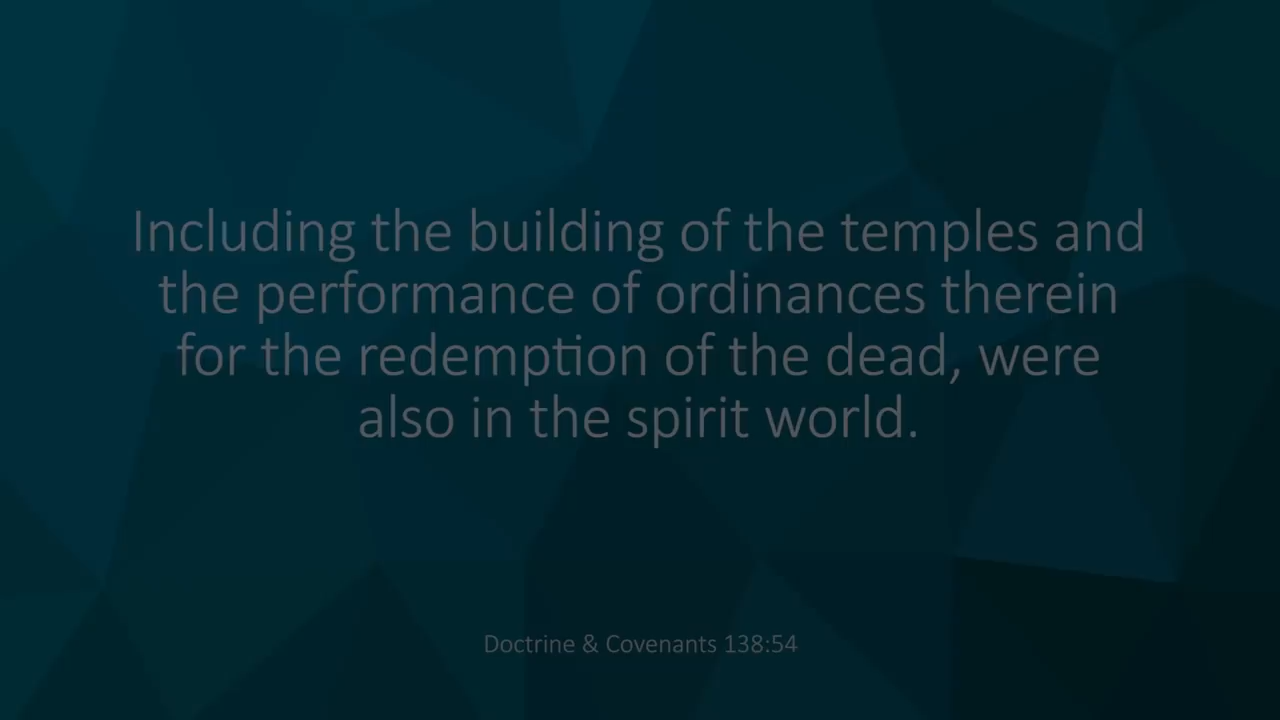 Including the building of the temples and
the performance of ordinances therein
for the redemption of the dead, were
also in the spirit world.
Doctrine & Covenants 138:54